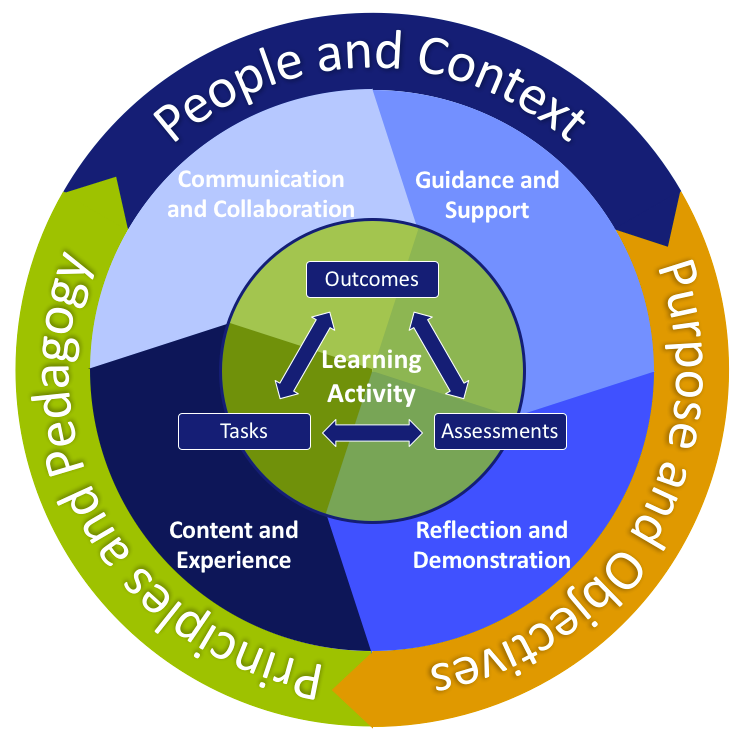 People and Context
Communication
and Collaboration
Guidance and
Support
Outcomes
Learning
Activity
Tasks
Assessments
Content and
Experience
Reflection and
Demonstration
Purpose and Objectives
Principles and Pedagogy